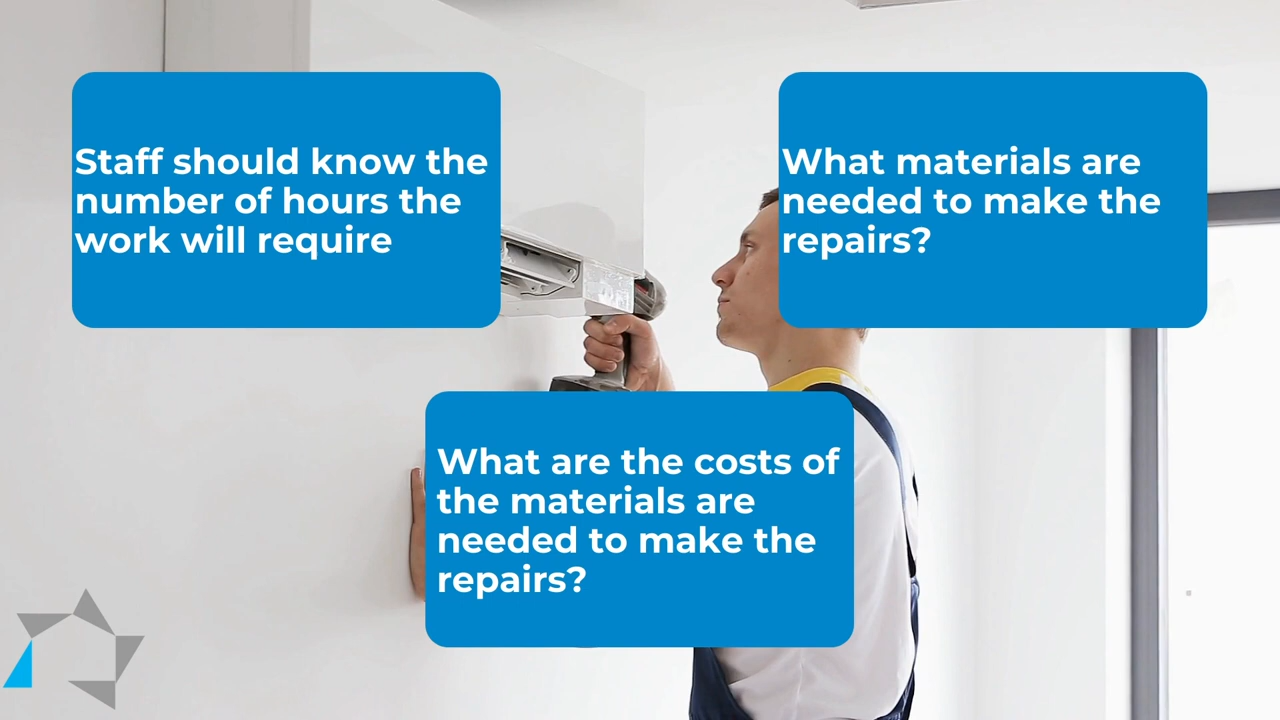 Staff should know the
number of hours the
work will require
What materials are
needed to make the
repairs?
What are the costs of
the materials are
needed to make the
repairs?